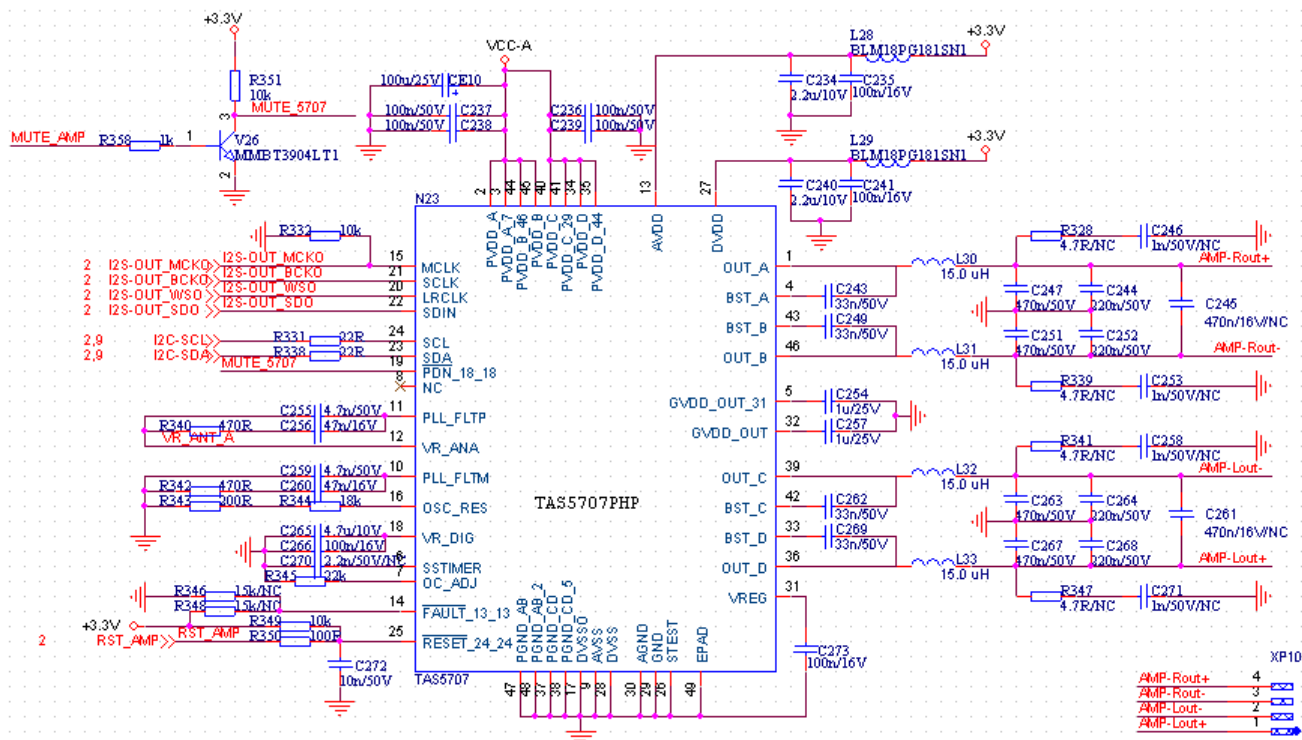 +3.3V
R351
10k
MUTE_5707
MUTE_AMP
R358
1k
1
3
V26
MMBT3904LT1
2
VCC-A
100u/25V
CE10
+
100n/50V
C237
100n/50V
C238
C236
100n/50V
C239
100n/50V
L28
BLM18PG181SN1
+3.3V
C234
2.2u/10V
C235
100n/16V
L29
BLM18PG181SN1
+3.3V
C240
2.2u/10V
C241
100n/16V
N23
2
3
44
45
40
41
34
35
13
27
PVDD_A
PVDD_A_7
PVDD_B_46
PVDD_B
PVDD_C
PVDD_C_29
PVDD_D
PVDD_D_44
AVDD
DVDD
R332
10k
2 I2S-OUT_MCKO
I2S-OUT_MCKO
15
MCLK
2 I2S-OUT_BCKO
I2S-OUT_BCKO
21
SCLK
2 I2S-OUT_WSO
I2S-OUT_WSO
20
LRCLK
2 I2S-OUT_SDO
I2S-OUT_SDO
22
SDIN
2,9 I2C-SCL
R331
22R
24
SCL
2,9 I2C-SDA
R338
22R
23
SDA
MUTE_5707
19
PDN_18_18
8
NC
C255
4.7n/50V
11
PLL_FLTP
R340
470R
C256
47n/16V
VR_ANT_A
12
VR_ANA
C259
4.7n/50V
10
PLL_FLTM
R342
470R
C260
47n/16V
R343
200R
R344
18k
16
OSC_RES
C265
4.7u/10V
18
VR_DIG
C266
100n/16V
C270
2.2n/50V/NC
6
SSTIMER
R345
22k
7
OC_ADJ
R346
15k/NC
R348
15k/NC
14
FAULT_13_13
+3.3V
R349
10k
2 RST_AMP
RST_AMP
R350
100R
25
RESET_24_24
C272
10n/50V
TAS5707
TAS5707PHP
1
OUT_A
4
BST_A
43
BST_B
46
OUT_B
5
GVDD_OUT_31
32
GVDD_OUT
39
OUT_C
42
BST_C
33
BST_D
36
OUT_D
31
VREG
PGND_AB
PGND_AB_2
PGND_CD
PGND_CD_5
DVSSO
AVSS
DVSS
AGND
GND
STEST
EPAD
47
48
37
38
17
9
28
30
29
26
49
C243
33n/50V
C249
33n/50V
C254
1u/25V
C257
1u/25V
C262
33n/50V
C269
33n/50V
C273
100n/16V
L30
15.0 uH
L31
15.0 uH
L32
15.0 uH
L33
15.0 uH
R328
4.7R/NC
C246
1n/50V/NC
AMP-Rout+
C247
470n/50V
C244
220n/50V
C245
470n/16V/NC
C251
470n/50V
C252
220n/50V
AMP-Rout-
R339
4.7R/NC
C253
1n/50V/NC
R341
4.7R/NC
C258
1n/50V/NC
AMP-Lout-
C263
470n/50V
C264
220n/50V
C261
470n/16V/NC
C267
470n/50V
C268
220n/50V
AMP-Lout+
R347
4.7R/NC
C271
1n/50V/NC
XP10
AMP-Rout+ 4
AMP-Rout- 3
AMP-Lout- 2
AMP-Lout+ 1